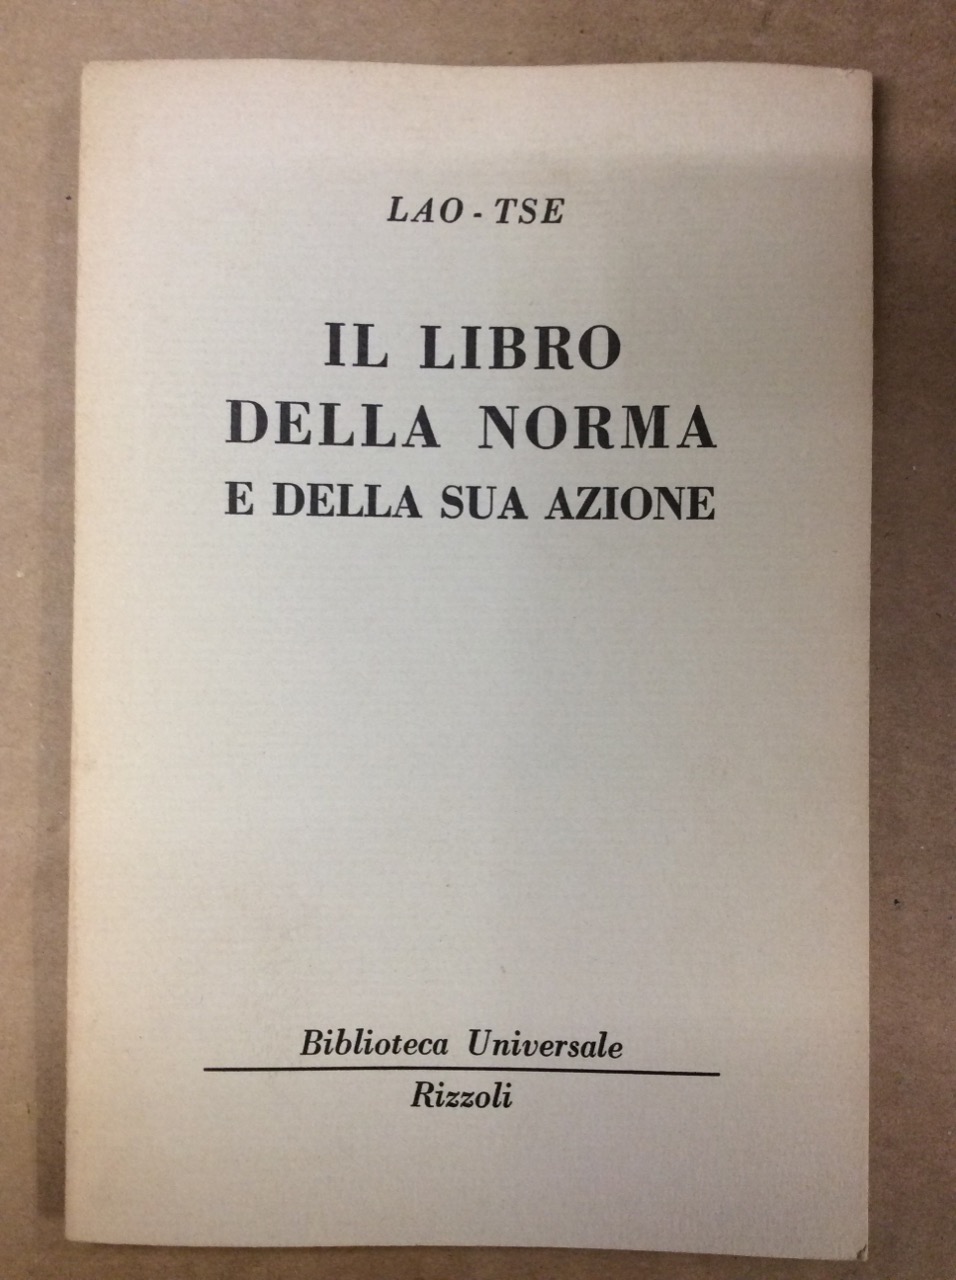 LAO - TSE
IL LIBRO
DELLA NORMA
E DELLA SUA AZIONE
Biblioteca Universale
Rizzoli